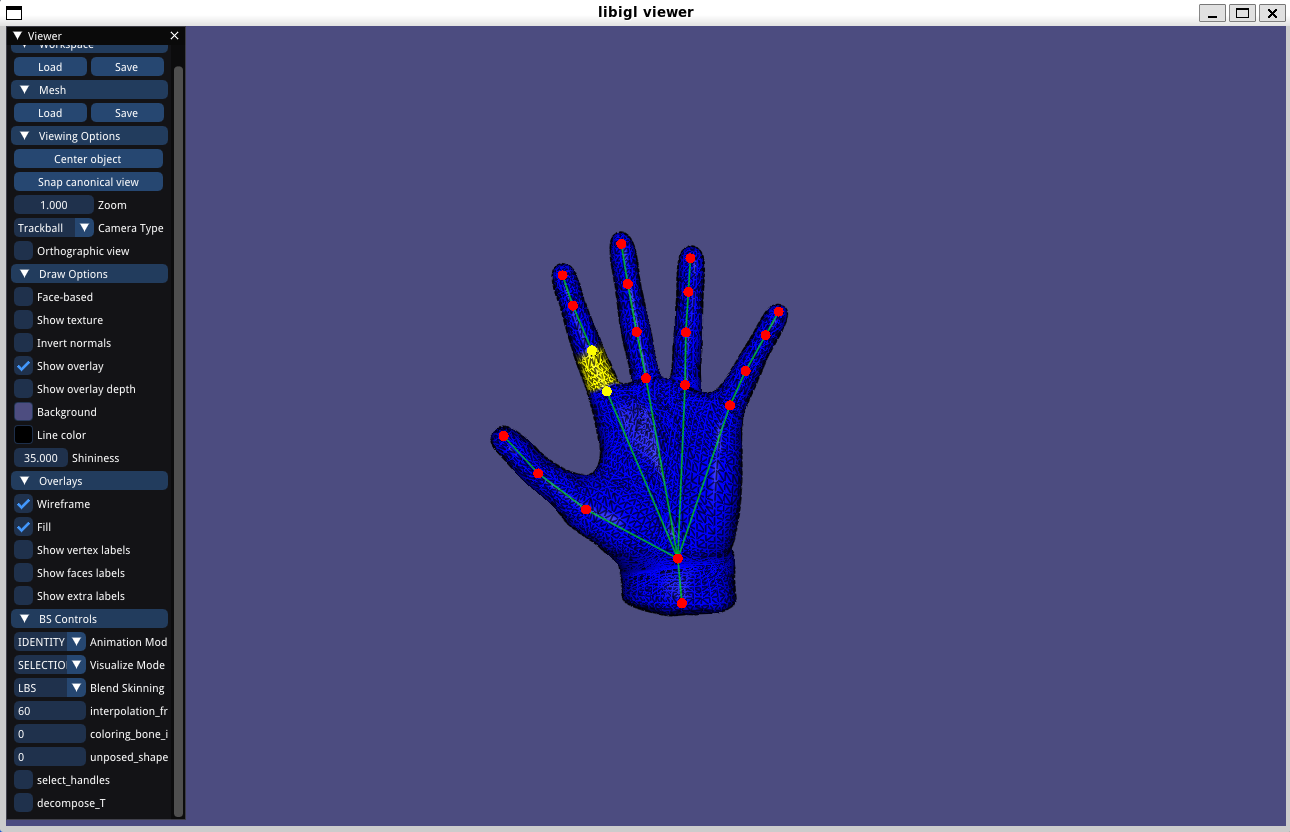 libigl viewer
Viewer
Workspace
Load Save
Mesh
Load Save
Viewing Options
Center object
Snap canonical view
1.000 Zoom
Trackball Camera Type
Orthographic view
Draw Options
Face-based
Show texture
Invert normals
Show overlay
Show overlay depth
Background
Line color
35.000 Shininess
Overlays
Wireframe
Fill
Show vertex labels
Show faces labels
Show extra labels
BS Controls
IDENTITY Animation Mod
SELECTIO Visualize Mode
LBS Blend Skinning
60 interpolation_fr
0 coloring_bone_i
0 unposed_shape
select_handles
decompose_T